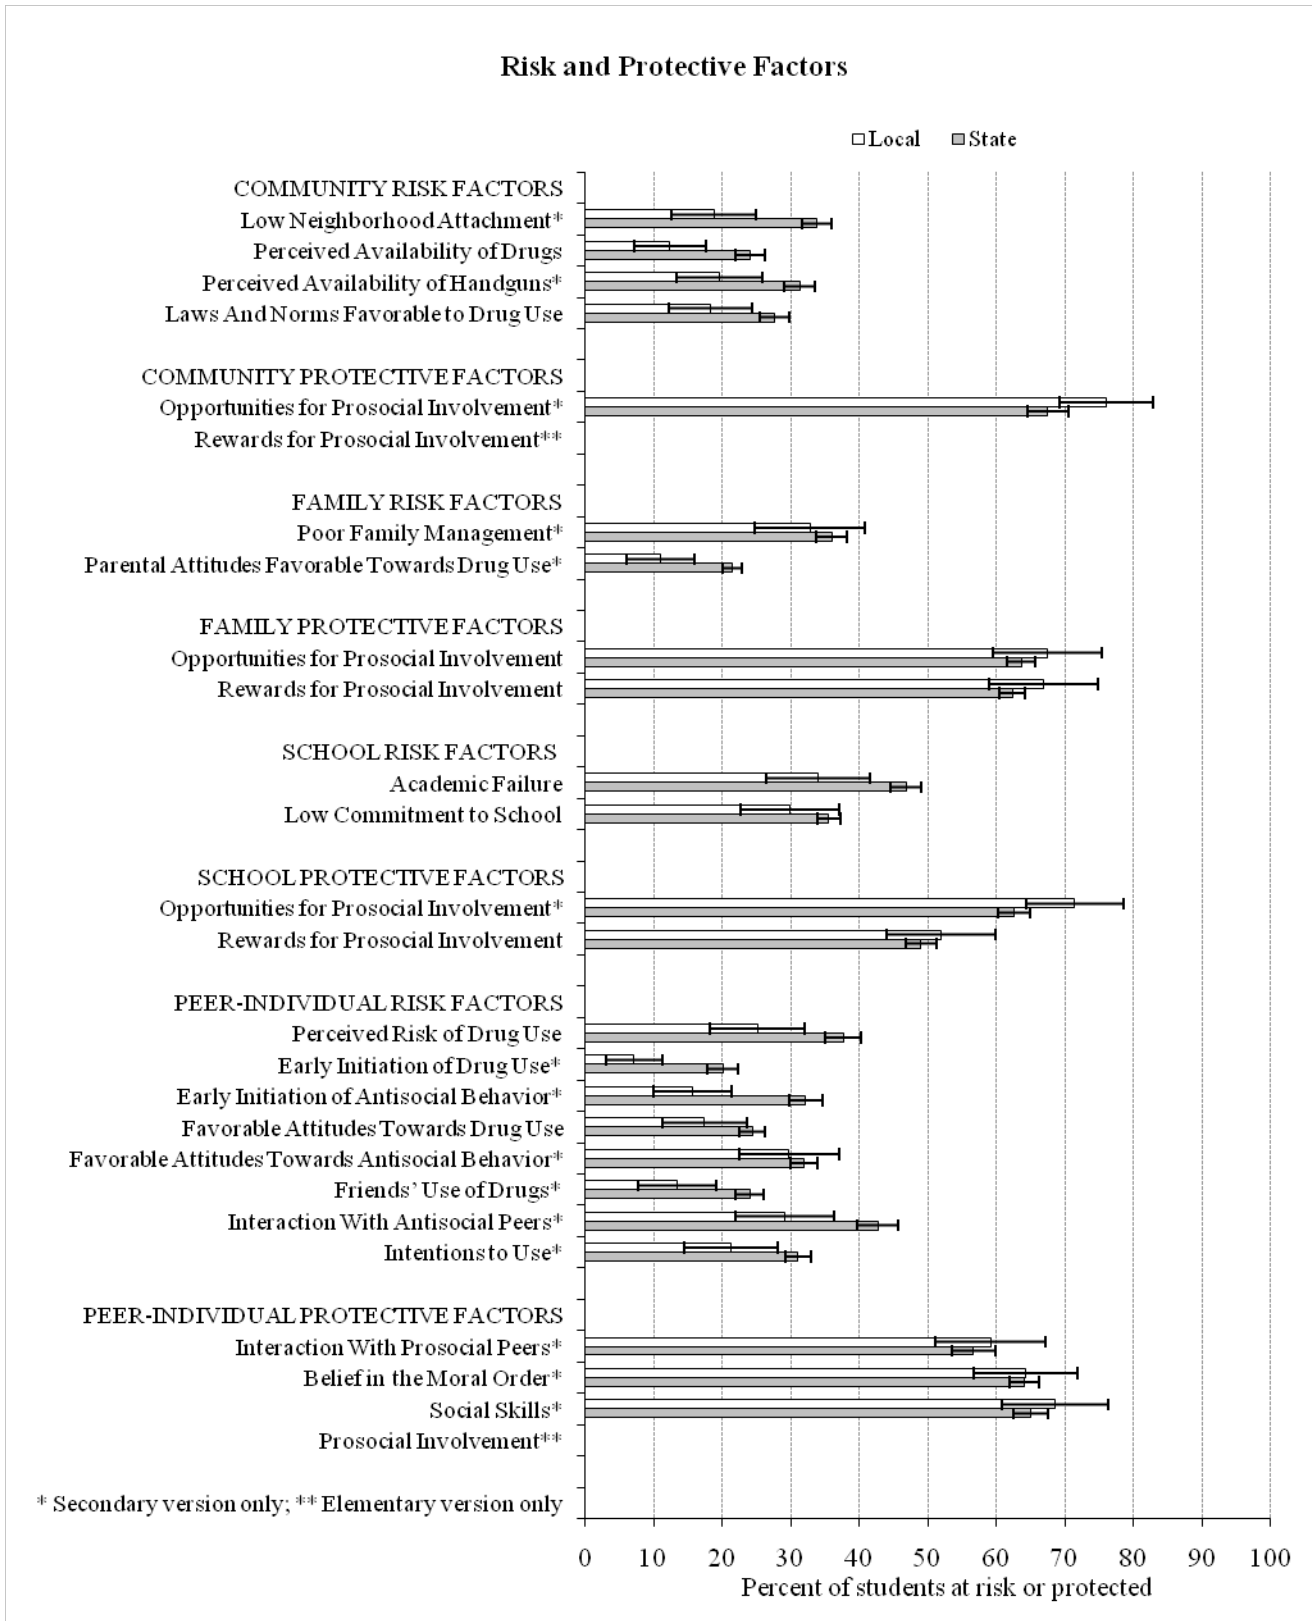 Risk and Protective Factors
Local State
COMMUNITY RISK FACTORS
Low Neighborhood Attachment*
Perceived Availability of Drugs
Perceived Availability of Handguns*
Laws And Norms Favorable to Drug Use
COMMUNITY PROTECTIVE FACTORS
Opportunities for Prosocial Involvement*
Rewards for Prosocial Involvement**
FAMILY RISK FACTORS
Poor Family Management*
Parental Attitudes Favorable Towards Drug Use*
FAMILY PROTECTIVE FACTORS
Opportunities for Prosocial Involvement
Rewards for Prosocial Involvement
SCHOOL RISK FACTORS
Academic Failure
Low Commitment to School
SCHOOL PROTECTIVE FACTORS
Opportunities for Prosocial Involvement*
Rewards for Prosocial Involvement
PEER-INDIVIDUAL RISK FACTORS
Perceived Risk of Drug Use
Early Initiation of Drug Use*
Early Initiation of Antisocial Behavior*
Favorable Attitudes Towards Drug Use
Favorable Attitudes Towards Antisocial Behavior*
Friends’ Use of Drugs*
Interaction With Antisocial Peers*
Intentions to Use*
PEER-INDIVIDUAL PROTECTIVE FACTORS
Interaction With Prosocial Peers*
Belief in the Moral Order*
Social Skills*
Prosocial Involvement**
* Secondary version only; ** Elementary version only
0 10 20 30 40 50 60 70 80 90 100
Percent of students at risk or protected